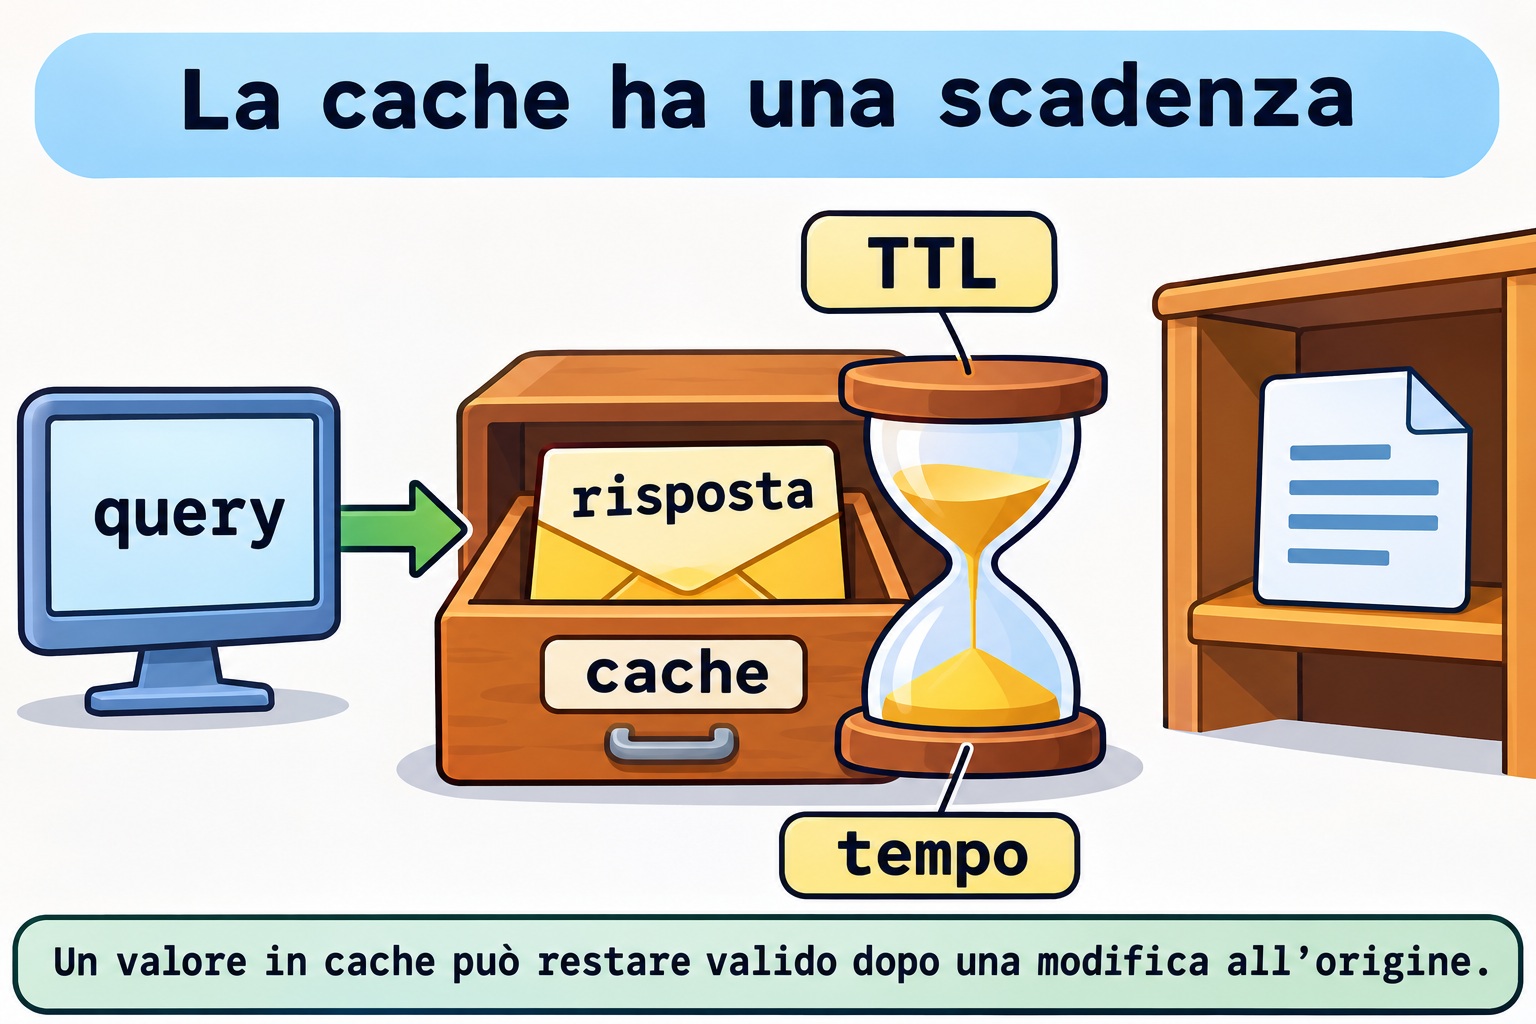 La cache ha una scadenza
TTL
query
risposta
cache
tempo
Un valore in cache può restare valido dopo una modifica all’origine.